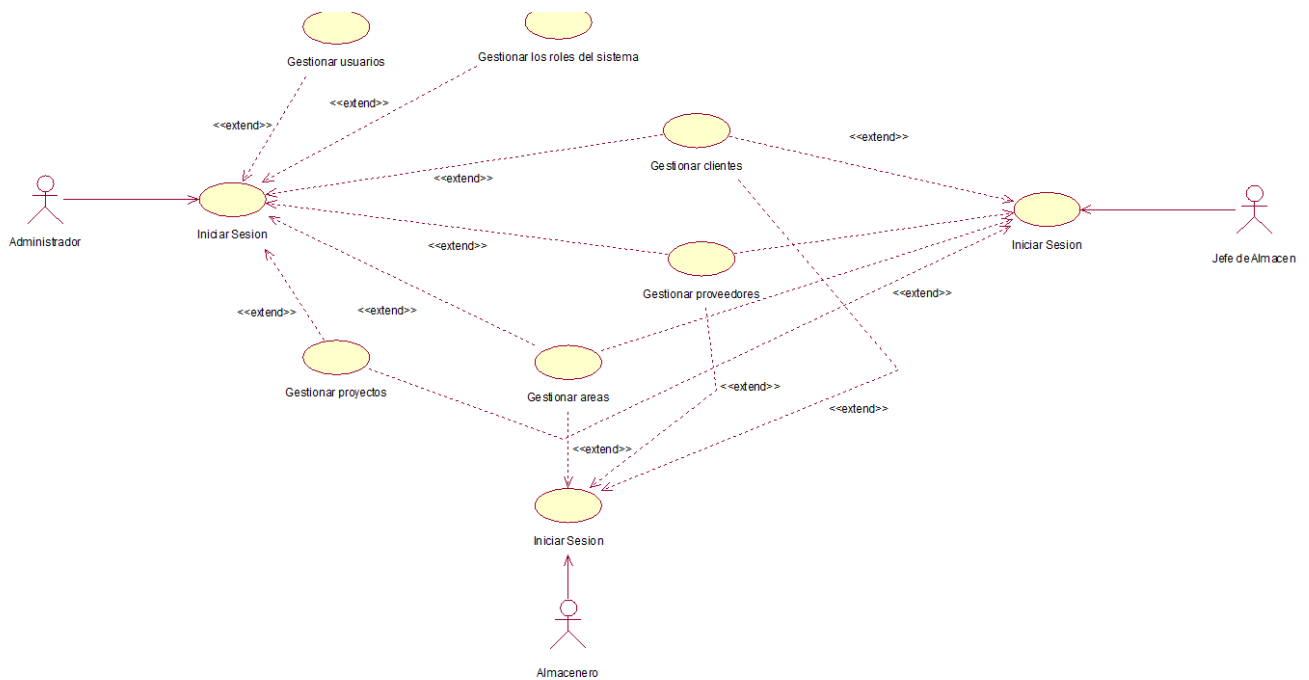 Gestionar usuarios
Gestionar los roles del sistema
<<extend>>
<<extend>>
<<extend>>
Gestionar clientes
<<extend>>
Administrador
Iniciar Sesion
<<extend>>
Iniciar Sesion
Jefe de Almacen
Gestionar proveedores
<<extend>>
<<extend>>
<<extend>>
Gestionar proyectos
Gestionar areas
<<extend>>
<<extend>>
<<extend>>
Iniciar Sesion
Almacenero